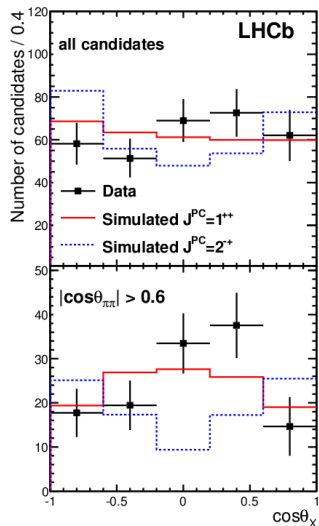 120
LHCb
all candidates
100
80
60
40
20
0
Number of candidates / 0.4
Data
Simulated J^PC=1^++
Simulated J^PC=2^-+
50
|cosθ_ππ| > 0.6
40
30
20
10
0
-1 -0.5 0 0.5 1
cosθ_X